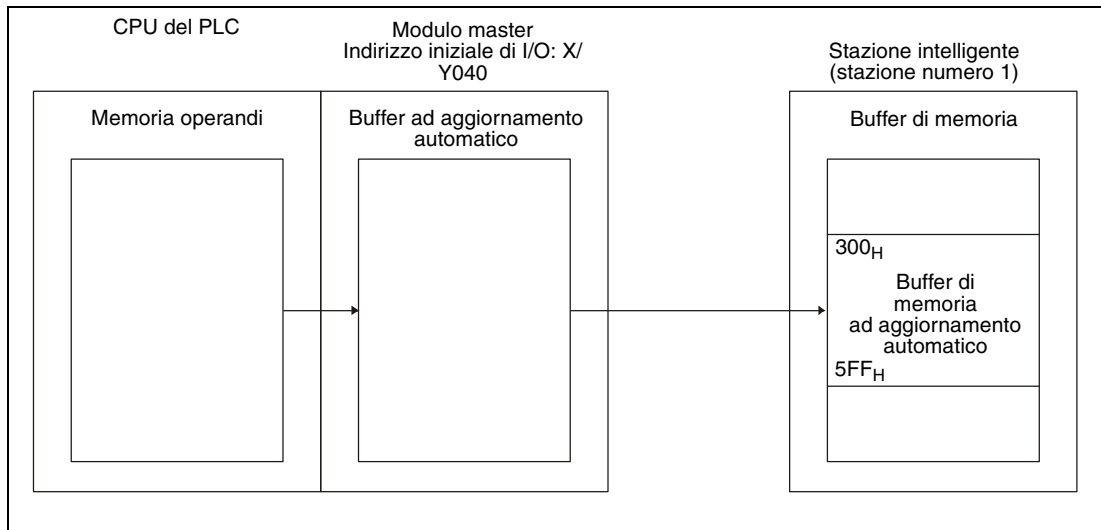 CPU del PLC
Modulo master
Indirizzo iniziale di I/O: X/
Y040
Stazione intelligente
(stazione numero 1)
Memoria operandi
Buffer ad aggiornamento
automatico
Buffer di memoria
300H
Buffer di
memoria
ad aggiornamento
automatico
5FFH